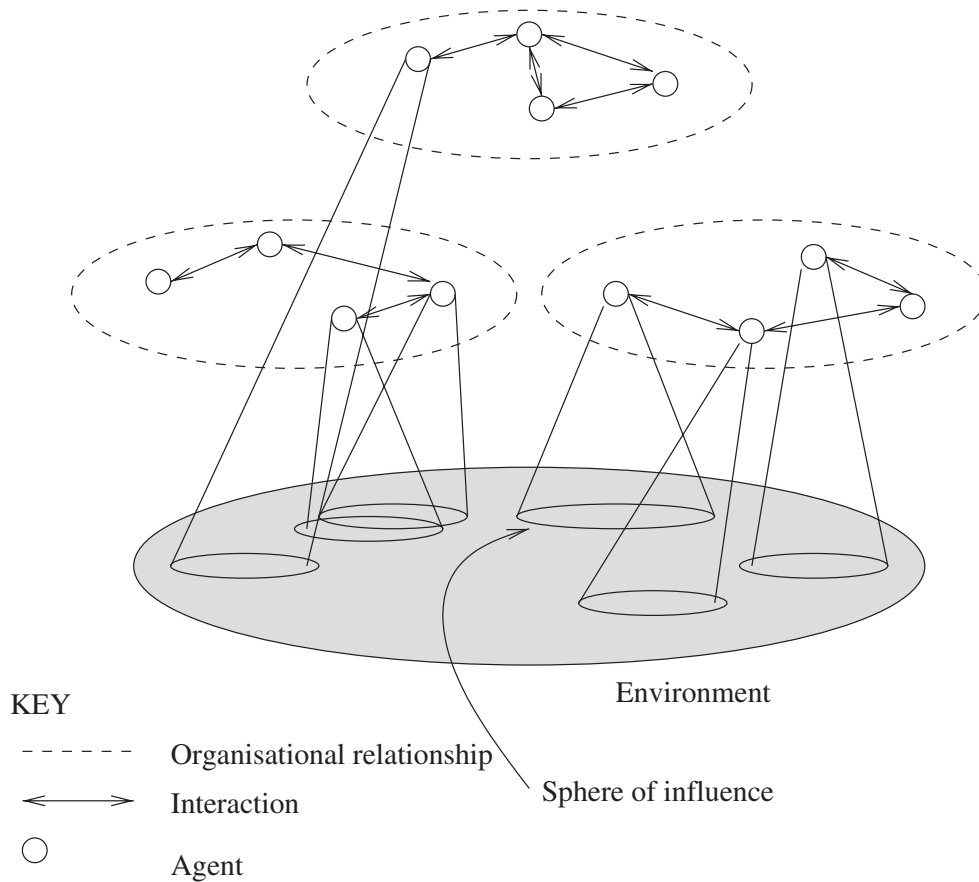 Environment
KEY
Organisational relationship
Sphere of influence
Interaction
Agent